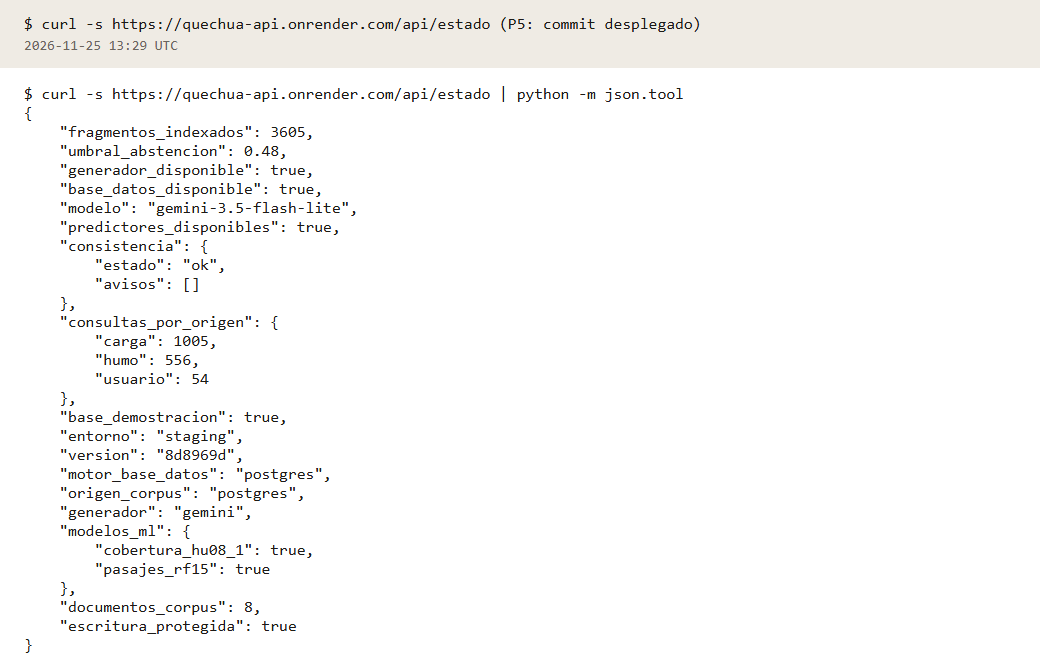 $ curl -s https://quechua-api.onrender.com/api/estado (P5: commit desplegado)
2026-11-25 13:29 UTC
$ curl -s https://quechua-api.onrender.com/api/estado | python -m json.tool
{
    "fragmentos_indexados": 3605,
    "umbral_abstencion": 0.48,
    "generador_disponible": true,
    "base_datos_disponible": true,
    "modelo": "gemini-3.5-flash-lite",
    "predictores_disponibles": true,
    "consistencia": {
        "estado": "ok",
        "avisos": []
    },
    "consultas_por_origen": {
        "carga": 1005,
        "humo": 556,
        "usuario": 54
    },
    "base_demostracion": true,
    "entorno": "staging",
    "version": "8d8969d",
    "motor_base_datos": "postgres",
    "origen_corpus": "postgres",
    "generador": "gemini",
    "modelos_ml": {
        "cobertura_hu08_1": true,
        "pasajes_rf15": true
    },
    "documentos_corpus": 8,
    "escritura_protegida": true
}